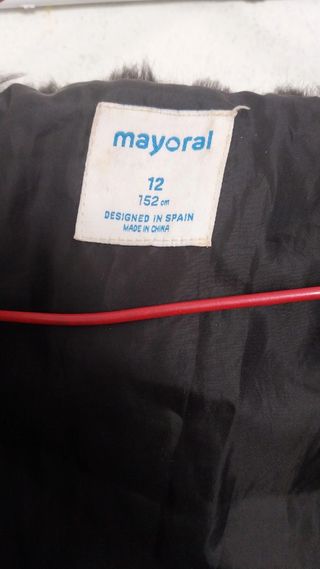 mayoral
12
152 cm
DESIGNED IN SPAIN
MADE IN CHINA